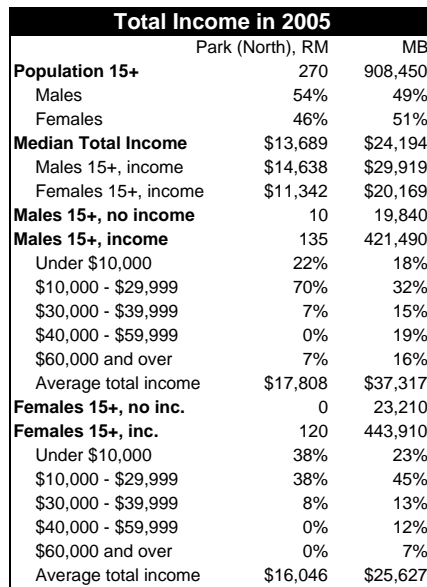 Total Income in 2005
Park (North), RM MB
Population 15+ 270 908,450
Males 54% 49%
Females 46% 51%
Median Total Income $13,689 $24,194
Males 15+, income $14,638 $29,919
Females 15+, income $11,342 $20,169
Males 15+, no income 10 19,840
Males 15+, income 135 421,490
Under $10,000 22% 18%
$10,000 - $29,999 70% 32%
$30,000 - $39,999 7% 15%
$40,000 - $59,999 0% 19%
$60,000 and over 7% 16%
Average total income $17,808 $37,317
Females 15+, no inc. 0 23,210
Females 15+, inc. 120 443,910
Under $10,000 38% 23%
$10,000 - $29,999 38% 45%
$30,000 - $39,999 8% 13%
$40,000 - $59,999 0% 12%
$60,000 and over 0% 7%
Average total income $16,046 $25,627